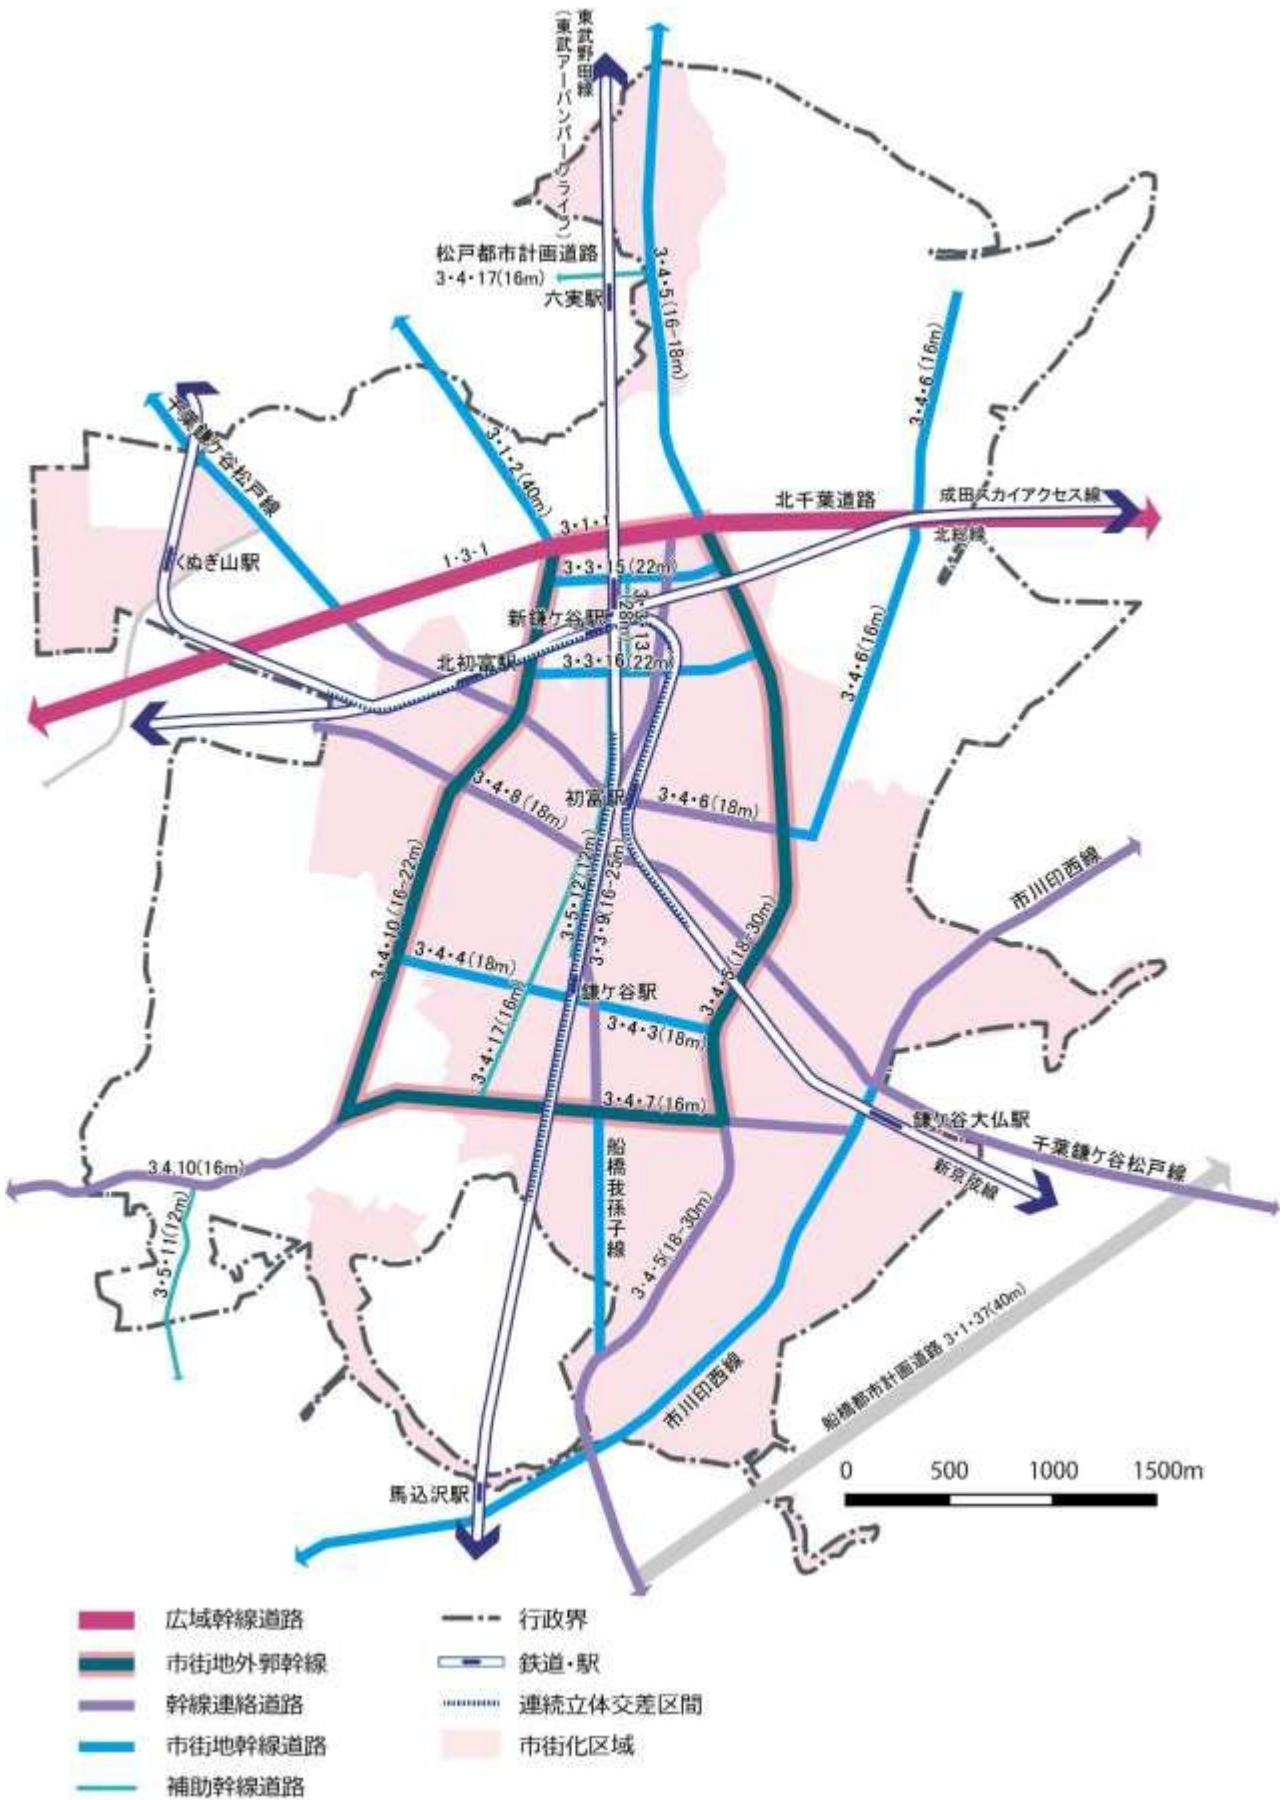 東武野田線
(東武アーバンパークライン)
松戸都市計画道路
3・4・17(16m)
六実駅
3・4・5(16-18m)
3・4・6(16m)
千葉鎌ケ谷松戸線
3・1・2(40m)
3・1・1
北千葉道路
成田スカイアクセス線
北総線
1・3・1
くぬぎ山駅
3・3・15(22m)
新鎌ケ谷駅
(28m)
北初富駅
3・3・16(22m)
3・4・6(16m)
3・4・8(18m)
初富駅
3・4・6(18m)
市川印西線
3・4・10(16-22m)
3・5・12(12m)
3・3・9(16-25m)
3・4・4(18m)
鎌ケ谷駅
3・4・3(18m)
3・4・5(18-30m)
3・4・17(16m)
3・4・7(16m)
鎌ケ谷大仏駅
千葉鎌ケ谷松戸線
新京成線
3.4.10(16m)
3・5・11(12m)
船橋我孫子線
3・4・5(18-30m)
市川印西線
船橋都市計画道路 3・1・37(40m)
馬込沢駅
0 500 1000 1500m
広域幹線道路
市街地外郭幹線
幹線連絡道路
市街地幹線道路
補助幹線道路
行政界
鉄道・駅
連続立体交差区間
市街化区域